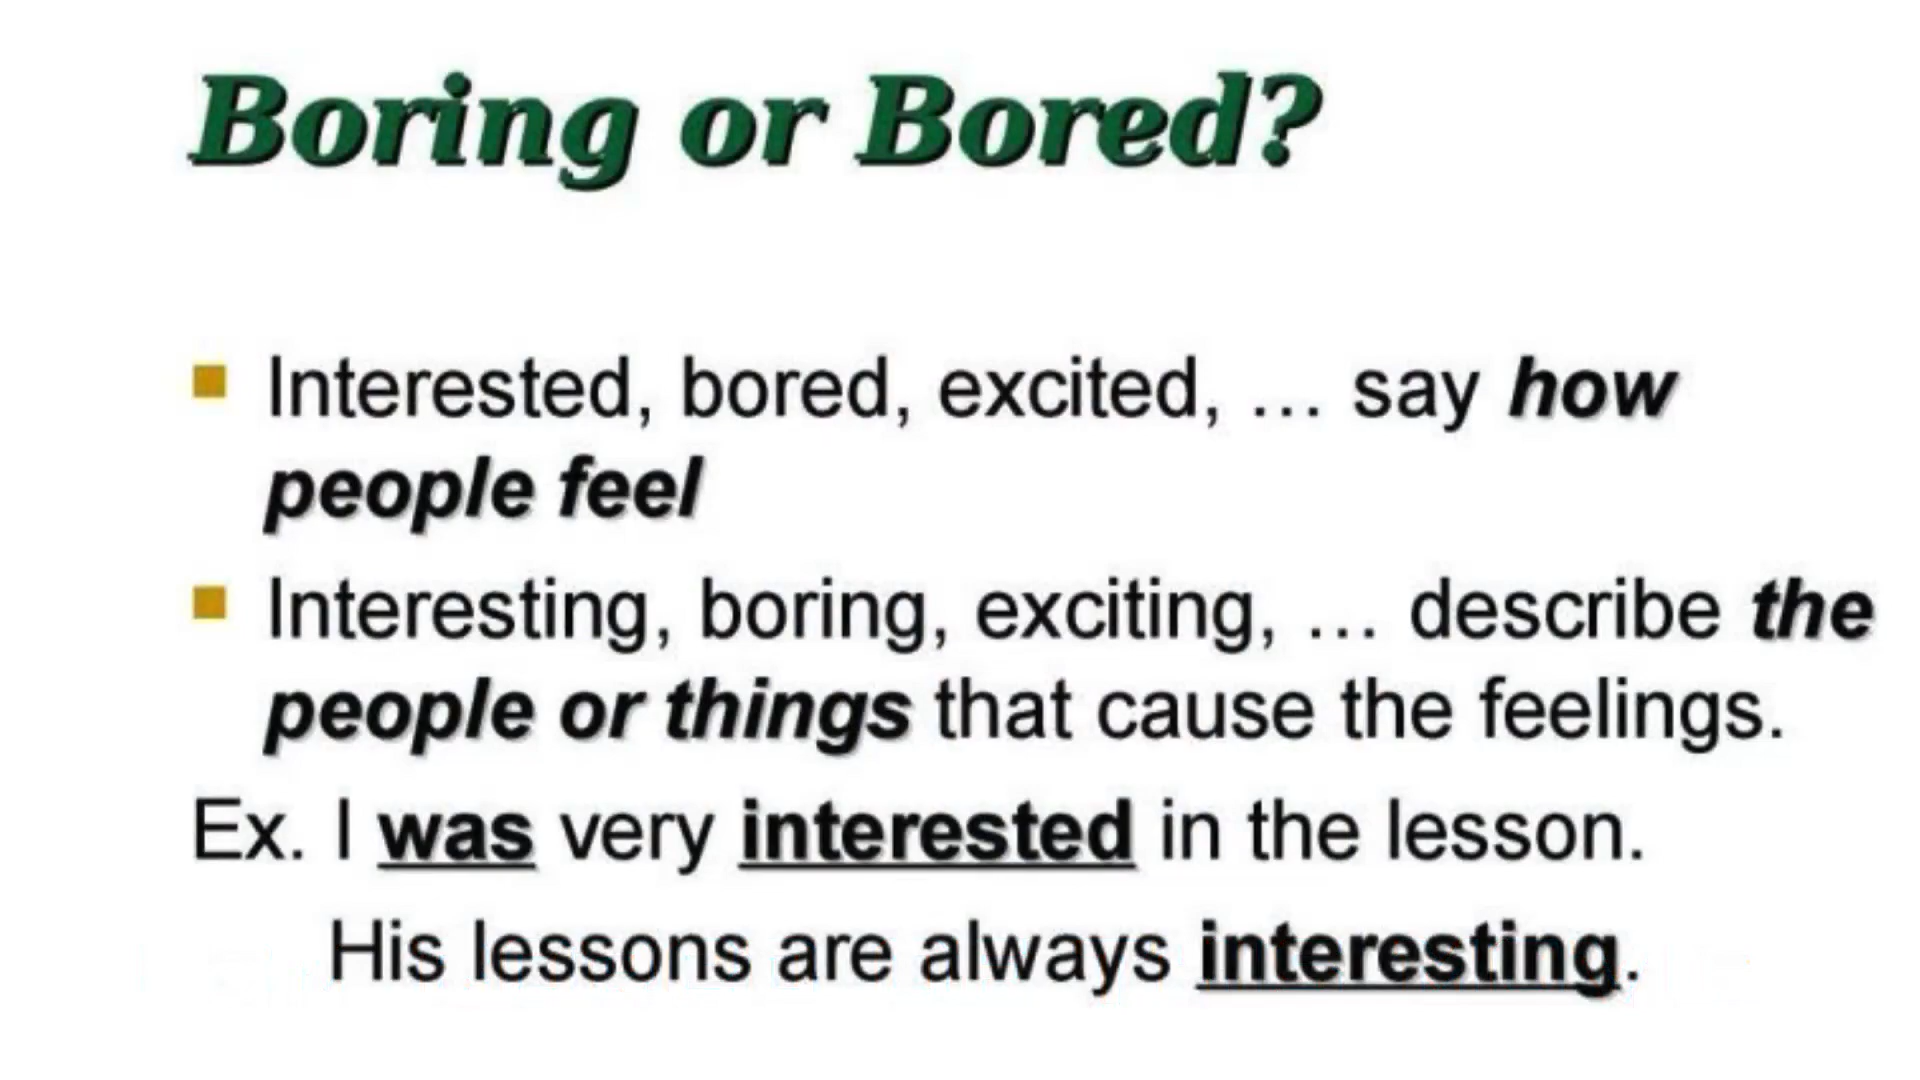 Boring or Bored?
Interested, bored, excited, … say how
people feel
Interesting, boring, exciting, … describe the
people or things that cause the feelings.
Ex. I was very interested in the lesson.
His lessons are always interesting.